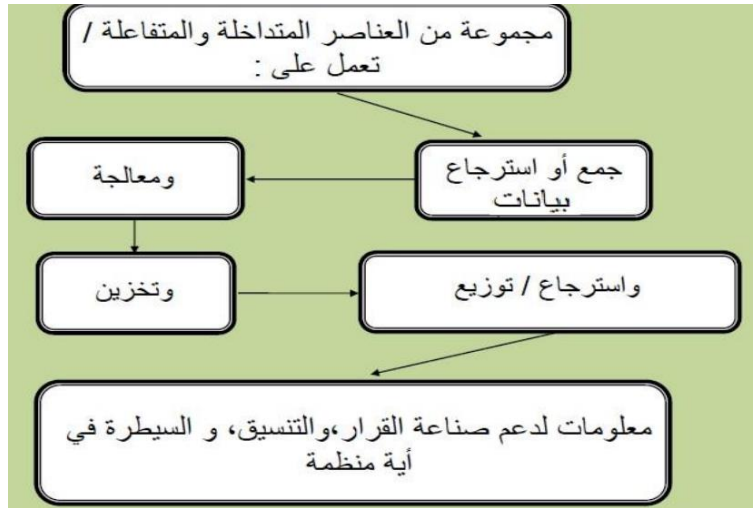 مجموعة من العناصر المتداخلة والمتفاعلة /
تعمل على :
جمع أو استرجاع
بيانات
ومعالجة
وتخزين
واسترجاع / توزيع
معلومات لدعم صناعة القرار ،والتنسيق، و السيطرة في
أية منظمة